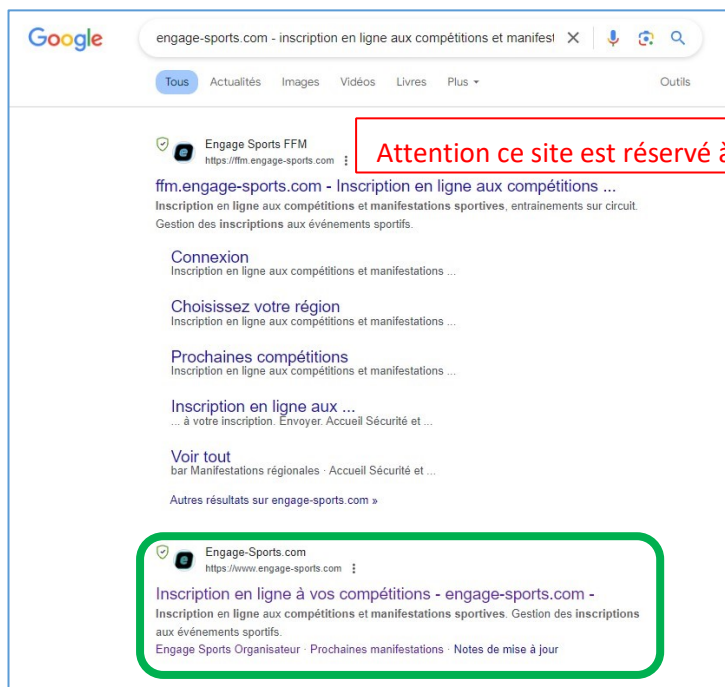 Google
engage-sports.com - inscription en ligne aux compétitions et manifest
Tous Actualités Images Vidéos Livres Plus Outils
Engage Sports FFM
https://ffm.engage-sports.com
Attention ce site est réservé à
ffm.engage-sports.com - Inscription en ligne aux compétitions ...
Inscription en ligne aux compétitions et manifestations sportives, entrainements sur circuit.
Gestion des inscriptions aux événements sportifs.
Connexion
Inscription en ligne aux compétitions et manifestations ...
Choisissez votre région
Inscription en ligne aux compétitions et manifestations ...
Prochaines compétitions
Inscription en ligne aux compétitions et manifestations ...
Inscription en ligne aux ...
... à votre inscription. Envoyer. Accueil Sécurité et ...
Voir tout
bar Manifestations régionales · Accueil Sécurité et ...
Autres résultats sur engage-sports.com »
Engage-Sports.com
https://www.engage-sports.com
Inscription en ligne à vos compétitions - engage-sports.com -
Inscription en ligne aux compétitions et manifestations sportives. Gestion des inscriptions
aux événements sportifs.
Engage Sports Organisateur · Prochaines manifestations · Notes de mise à jour